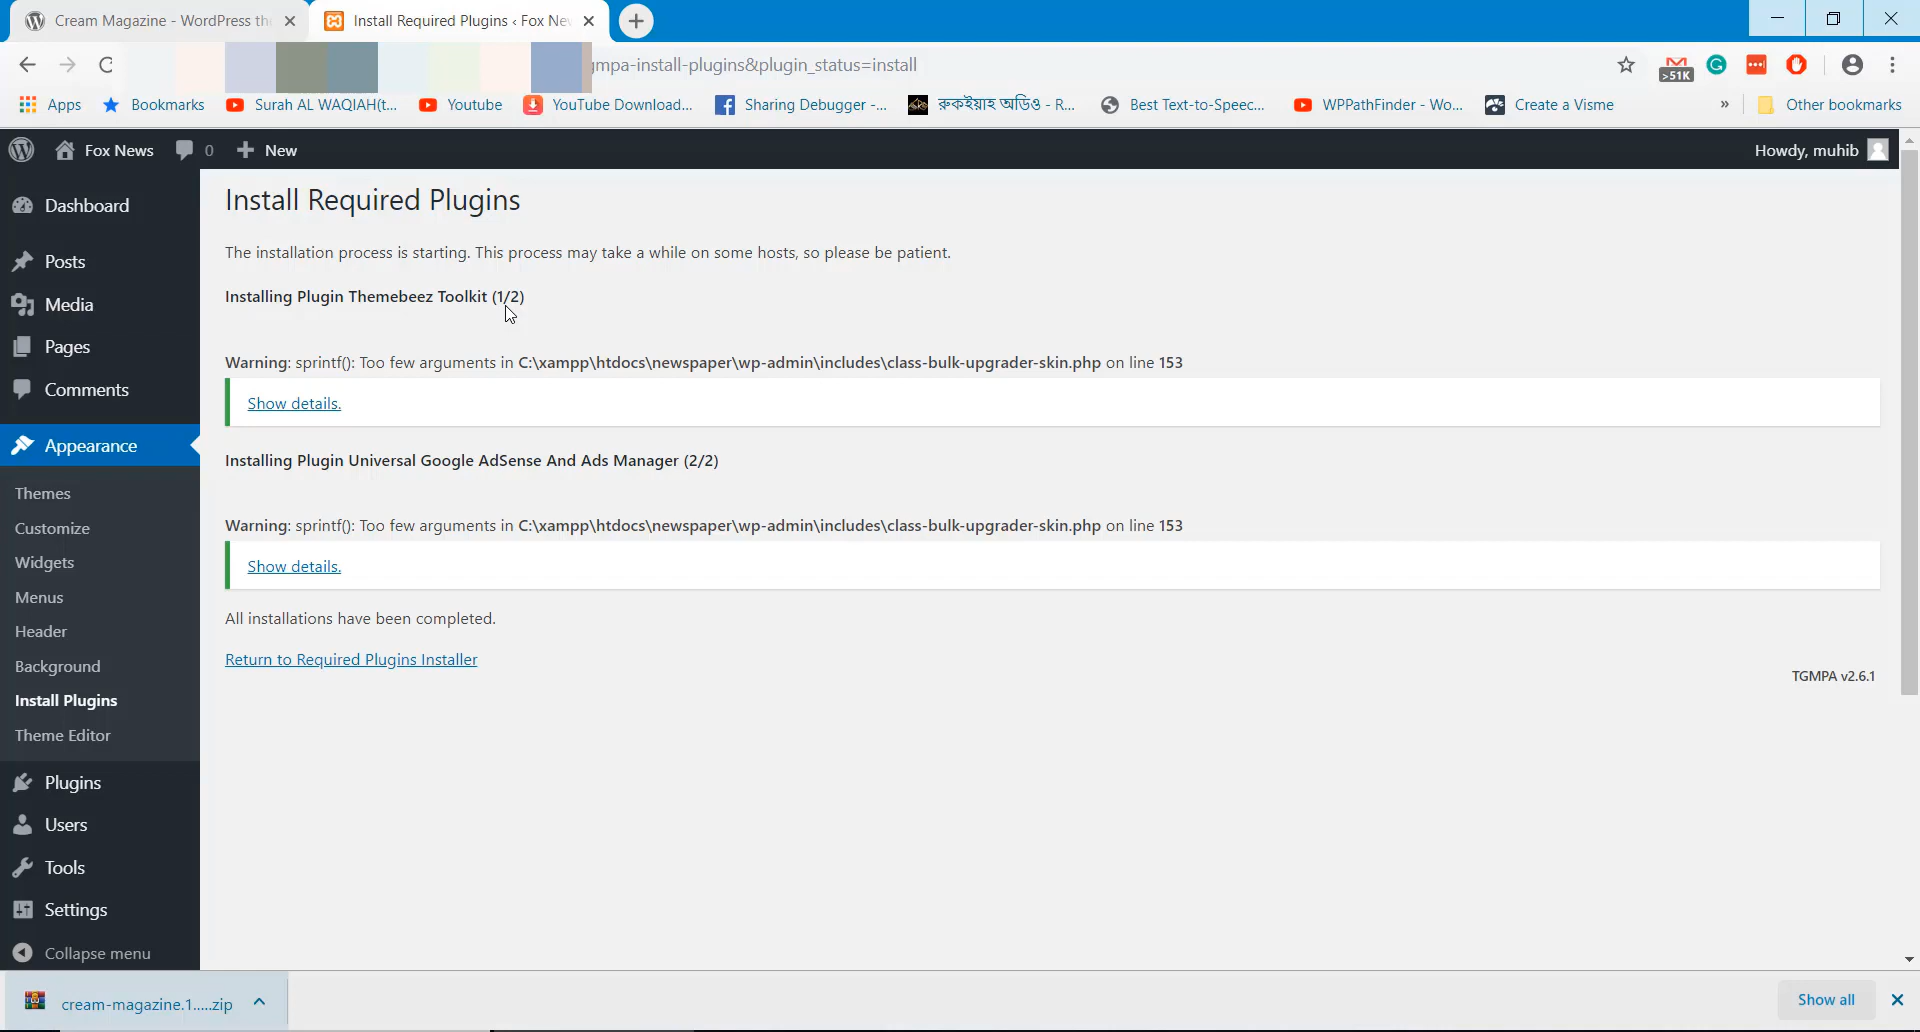 Cream Magazine - WordPress th
Install Required Plugins ‹ Fox Ne
gmpa-install-plugins&plugin_status=install
>51K
Apps
Bookmarks
Surah AL WAQIAH(t...
Youtube
YouTube Download...
Sharing Debugger -...
রুকইয়াহ অডিও - R...
Best Text-to-Speec...
WPPathFinder - Wo...
Create a Visme
»
Other bookmarks
Fox News
0
New
Howdy, muhib
Dashboard
Posts
Media
Pages
Comments
Appearance
Themes
Customize
Widgets
Menus
Header
Background
Install Plugins
Theme Editor
Plugins
Users
Tools
Settings
Collapse menu
Install Required Plugins
The installation process is starting. This process may take a while on some hosts, so please be patient.
Installing Plugin Themebeez Toolkit (1/2)
Warning: sprintf(): Too few arguments in C:\xampp\htdocs\newspaper\wp-admin\includes\class-bulk-upgrader-skin.php on line 153
Show details.
Installing Plugin Universal Google AdSense And Ads Manager (2/2)
Warning: sprintf(): Too few arguments in C:\xampp\htdocs\newspaper\wp-admin\includes\class-bulk-upgrader-skin.php on line 153
Show details.
All installations have been completed.
Return to Required Plugins Installer
TGMPA v2.6.1
cream-magazine.1.....zip
Show all